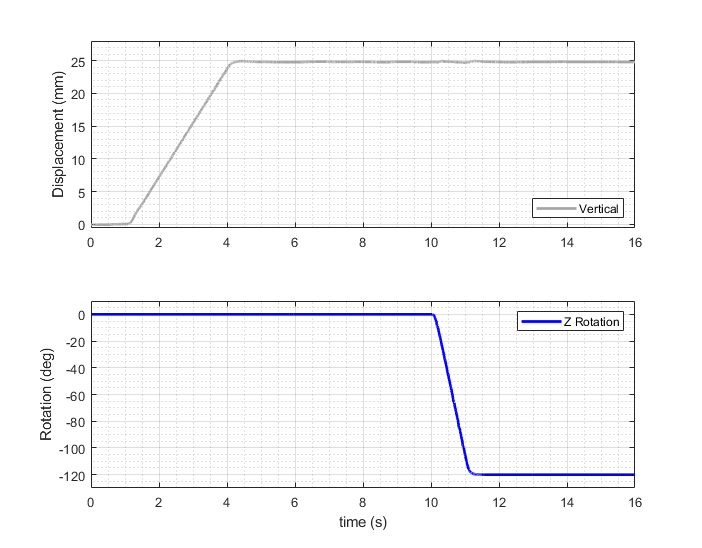 Displacement (mm)
25
20
15
10
5
0
Vertical
0 2 4 6 8 10 12 14 16
Rotation (deg)
0
-20
-40
-60
-80
-100
-120
Z Rotation
0 2 4 6 8 10 12 14 16
time (s)